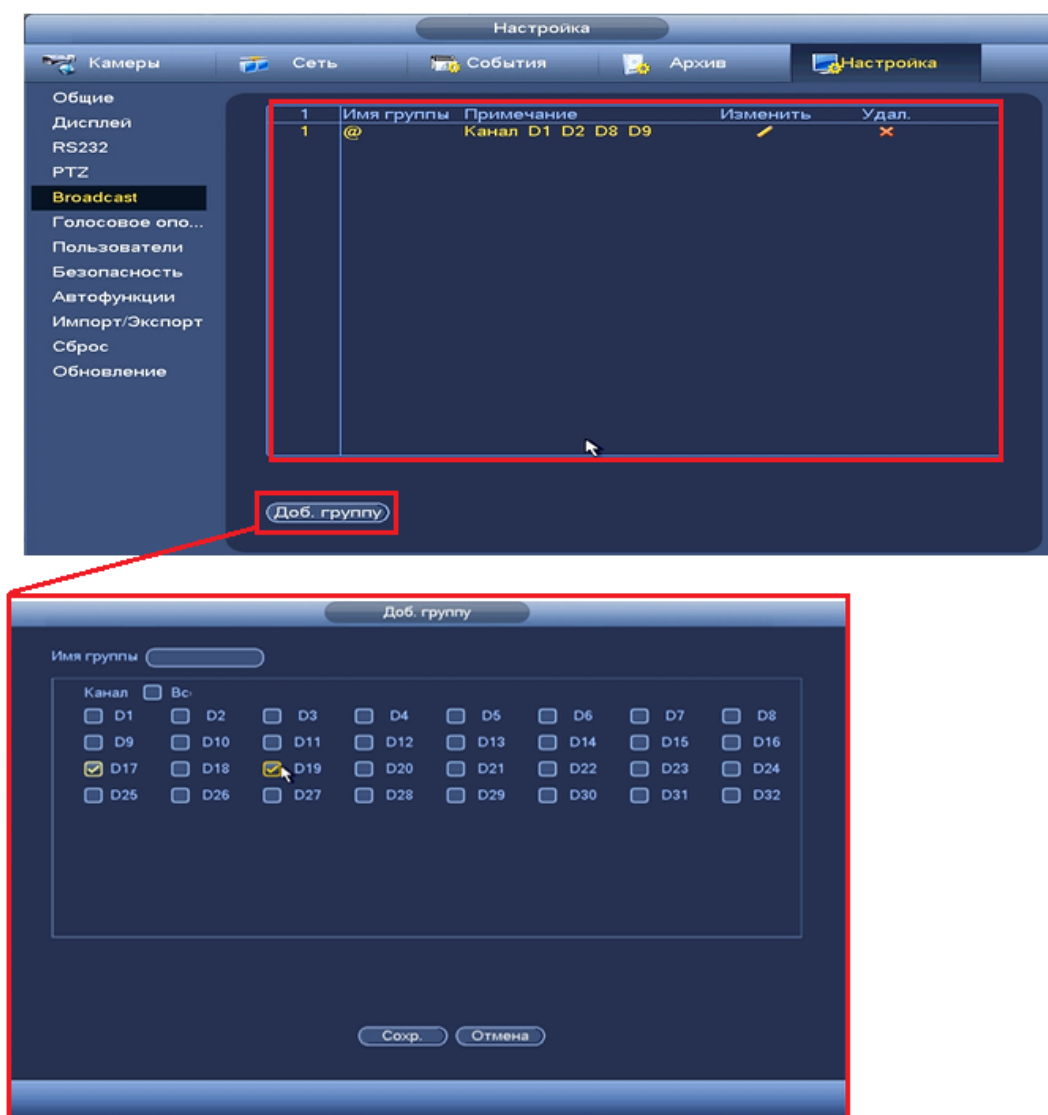 Настройка
Камеры Сеть События Архив Настройка
Общие
Дисплей
RS232
PTZ
Broadcast
Голосовое опо...
Пользователи
Безопасность
Автофункции
Импорт/Экспорт
Сброс
Обновление
1 Имя группы Примечание Изменить Удал.
1 @ Канал D1 D2 D8 D9
Доб. группу
Доб. группу
Имя группы
Канал Вс
D1 D2 D3 D4 D5 D6 D7 D8
D9 D10 D11 D12 D13 D14 D15 D16
D17 D18 D19 D20 D21 D22 D23 D24
D25 D26 D27 D28 D29 D30 D31 D32
Сохр. Отмена